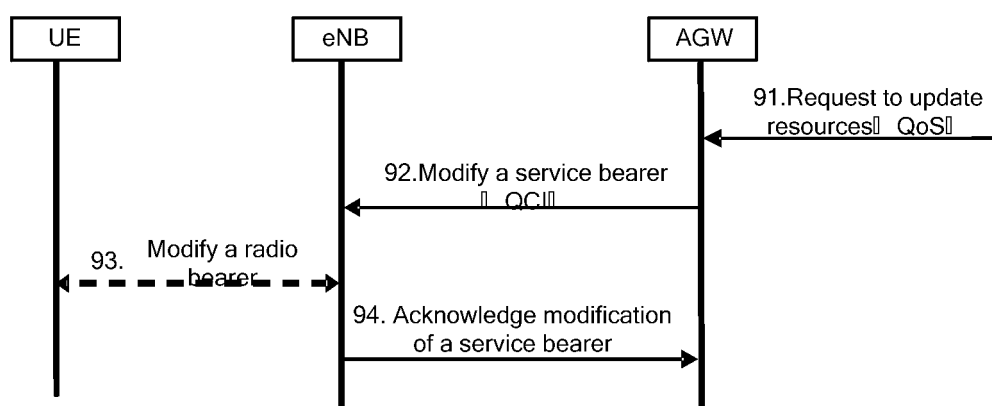 UE
eNB
AGW
91.Request to update
resources QoS
92.Modify a service bearer
QCI
93.
Modify a radio
bearer
94. Acknowledge modification
of a service bearer